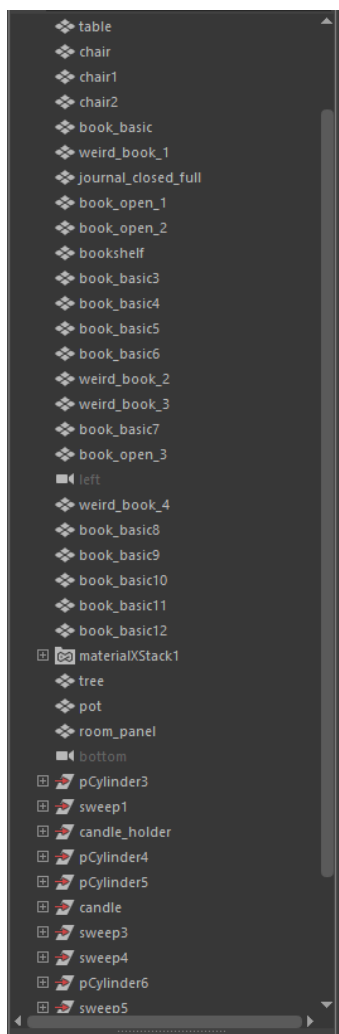 table
chair
chair1
chair2
book_basic
weird_book_1
journal_closed_full
book_open_1
book_open_2
bookshelf
book_basic3
book_basic4
book_basic5
book_basic6
weird_book_2
weird_book_3
book_basic7
book_open_3
left
weird_book_4
book_basic8
book_basic9
book_basic10
book_basic11
book_basic12
materialXStack1
tree
pot
room_panel
bottom
pCylinder3
sweep1
candle_holder
pCylinder4
pCylinder5
candle
sweep3
sweep4
pCylinder6
sweep5